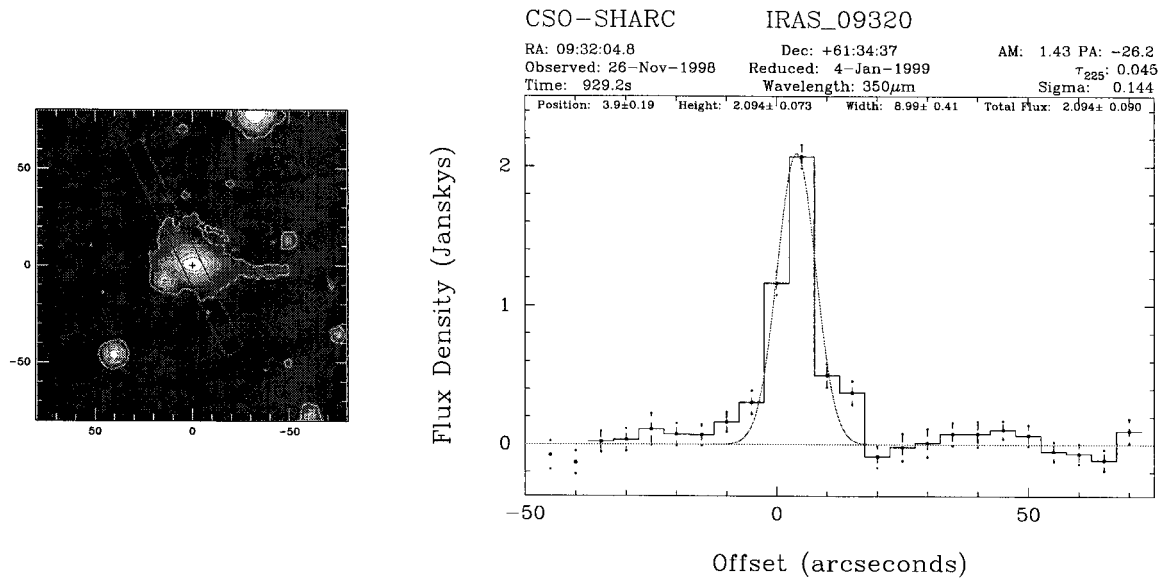 CSO-SHARC IRAS_09320
RA: 09:32:04.8 Dec: +61:34:37 AM: 1.43 PA: -26.2
Observed: 26-Nov-1998 Reduced: 4-Jan-1999 τ225: 0.045
Time: 929.2s Wavelength: 350μm Sigma: 0.144
Position: 3.9±0.19 Height: 2.094± 0.073 Width: 8.99± 0.41 Total Flux: 2.094± 0.090
50
0
-50
50 0 -50
Flux Density (Janskys)
2
1
0
-50 0 50
Offset (arcseconds)